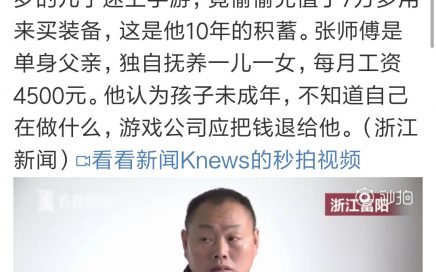 岁的儿子迷上手游，竟偷偷充值了7万多用
来买装备，这是他10年的积蓄。张师傅是
单身父亲，独自抚养一儿一女，每月工资
4500元。他认为孩子未成年，不知道自己
在做什么，游戏公司应把钱退给他。（浙江
新闻）看看新闻Knews的秒拍视频
看看新闻
秒拍
浙江富阳